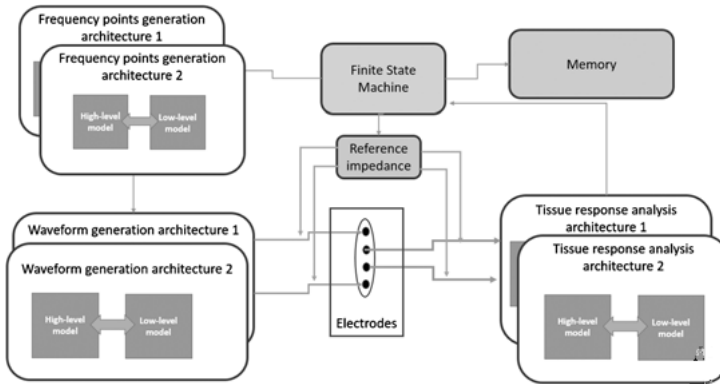 Frequency points generation
architecture 1
Frequency points generation
architecture 2
High-level
model
Low-level
model
Finite State
Machine
Memory
Reference
impedance
Waveform generation architecture 1
Waveform generation architecture 2
High-level
model
Low-level
model
Electrodes
Tissue response analysis
architecture 1
Tissue response analysis
architecture 2
High-level
model
Low-level
model